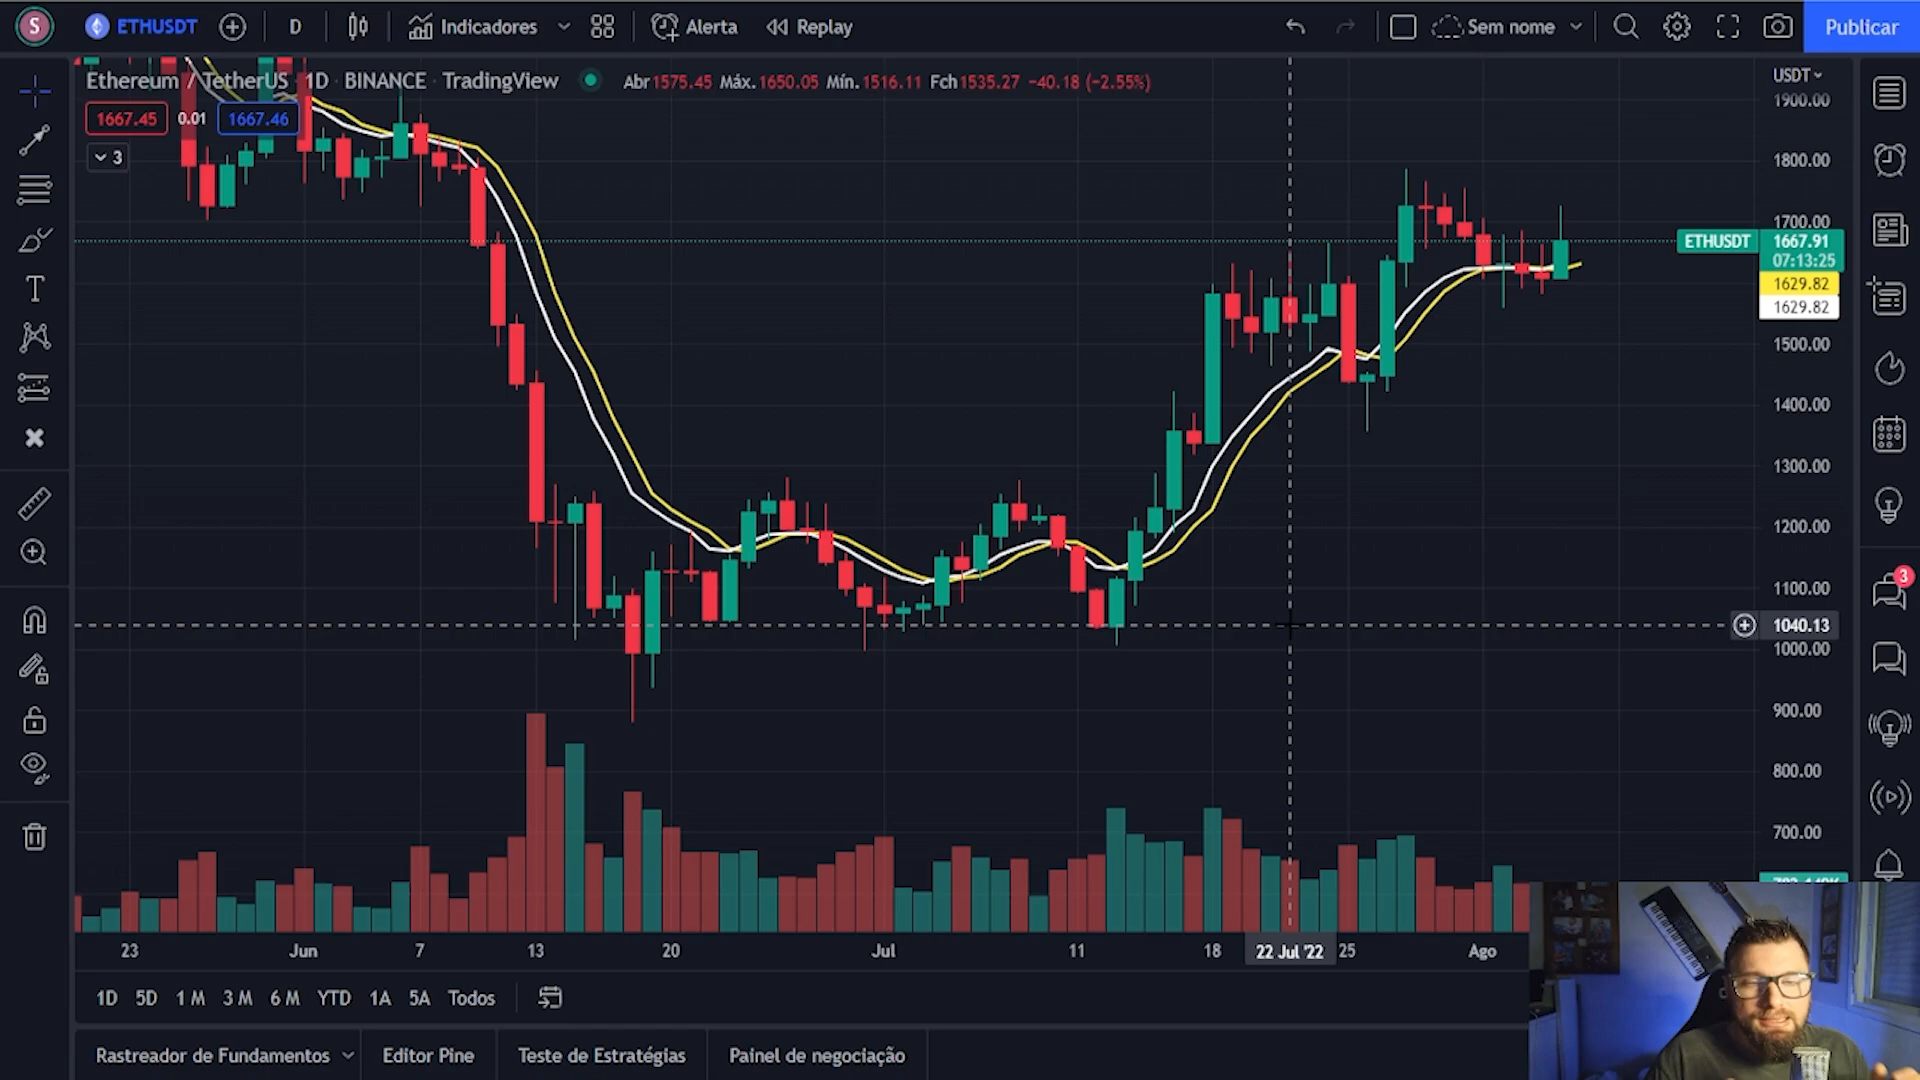 S ETHUSDT D Indicadores Alerta Replay Sem nome Publicar
Ethereum / TetherUS 1D BINANCE TradingView Abr 1575.45 Máx. 1650.05 Mín. 1516.11 Fch 1535.27 −40.18 (−2.55%)
USDT
1667.45 0.01 1667.46
3
1900.00
1800.00
1700.00
ETHUSDT 1667.91
07:13:25
1629.82
1629.82
1500.00
1400.00
1300.00
1200.00
1100.00
3
1040.13
1000.00
900.00
800.00
700.00
23 Jun 7 13 20 Jul 11 18 22 Jul '22 25 Ago
1D 5D 1 M 3 M 6 M YTD 1A 5A Todos
Rastreador de Fundamentos Editor Pine Teste de Estratégias Painel de negociação